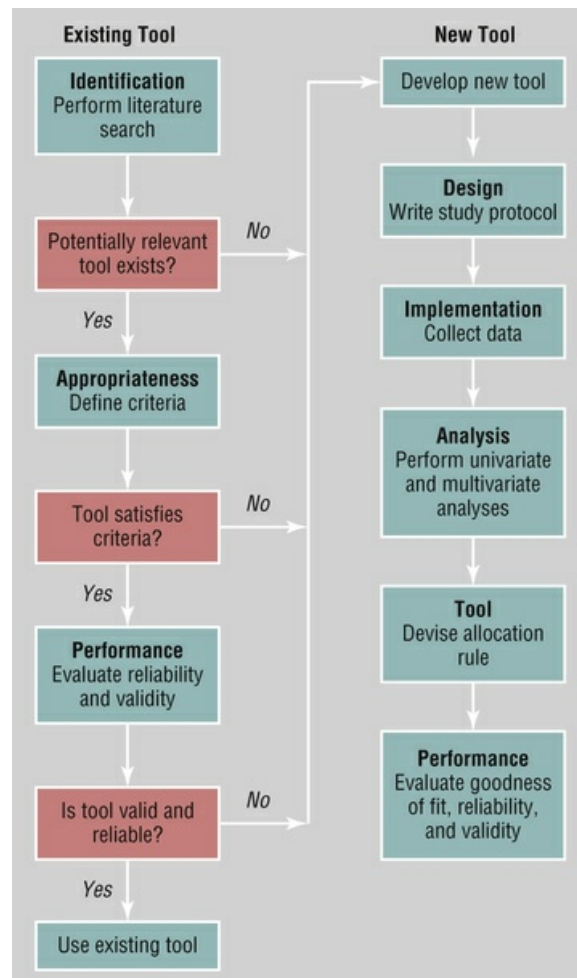 Existing Tool
Identification
Perform literature
search
Potentially relevant
tool exists?
No
Yes
Appropriateness
Define criteria
Tool satisfies
criteria?
No
Yes
Performance
Evaluate reliability
and validity
Is tool valid and
reliable?
No
Yes
Use existing tool
New Tool
Develop new tool
Design
Write study protocol
Implementation
Collect data
Analysis
Perform univariate
and multivariate
analyses
Tool
Devise allocation
rule
Performance
Evaluate goodness
of fit, reliability,
and validity